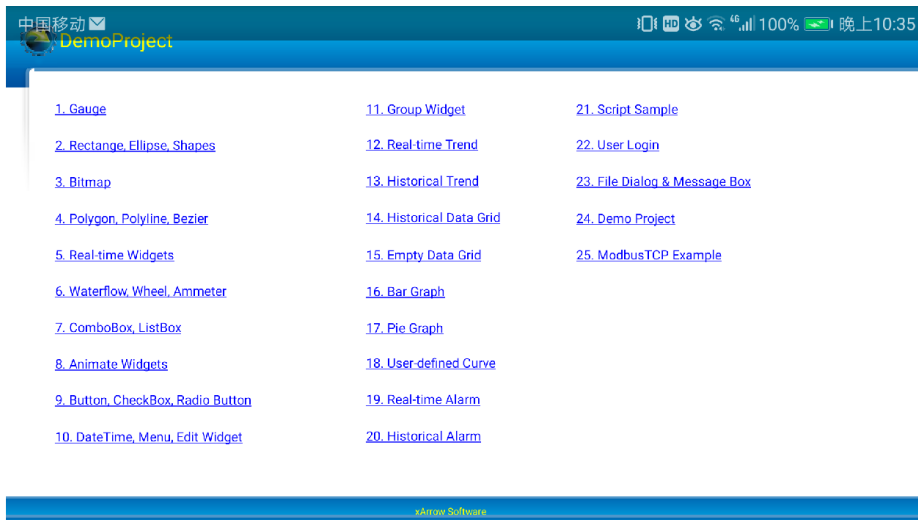 中国移动
HD 46 100% 晚上10:35
DemoProject
1. Gauge
2. Rectange, Ellipse, Shapes
3. Bitmap
4. Polygon, Polyline, Bezier
5. Real-time Widgets
6. Waterflow, Wheel, Ammeter
7. ComboBox, ListBox
8. Animate Widgets
9. Button, CheckBox, Radio Button
10. DateTime, Menu, Edit Widget
11. Group Widget
12. Real-time Trend
13. Historical Trend
14. Historical Data Grid
15. Empty Data Grid
16. Bar Graph
17. Pie Graph
18. User-defined Curve
19. Real-time Alarm
20. Historical Alarm
21. Script Sample
22. User Login
23. File Dialog & Message Box
24. Demo Project
25. ModbusTCP Example
xArrow Software